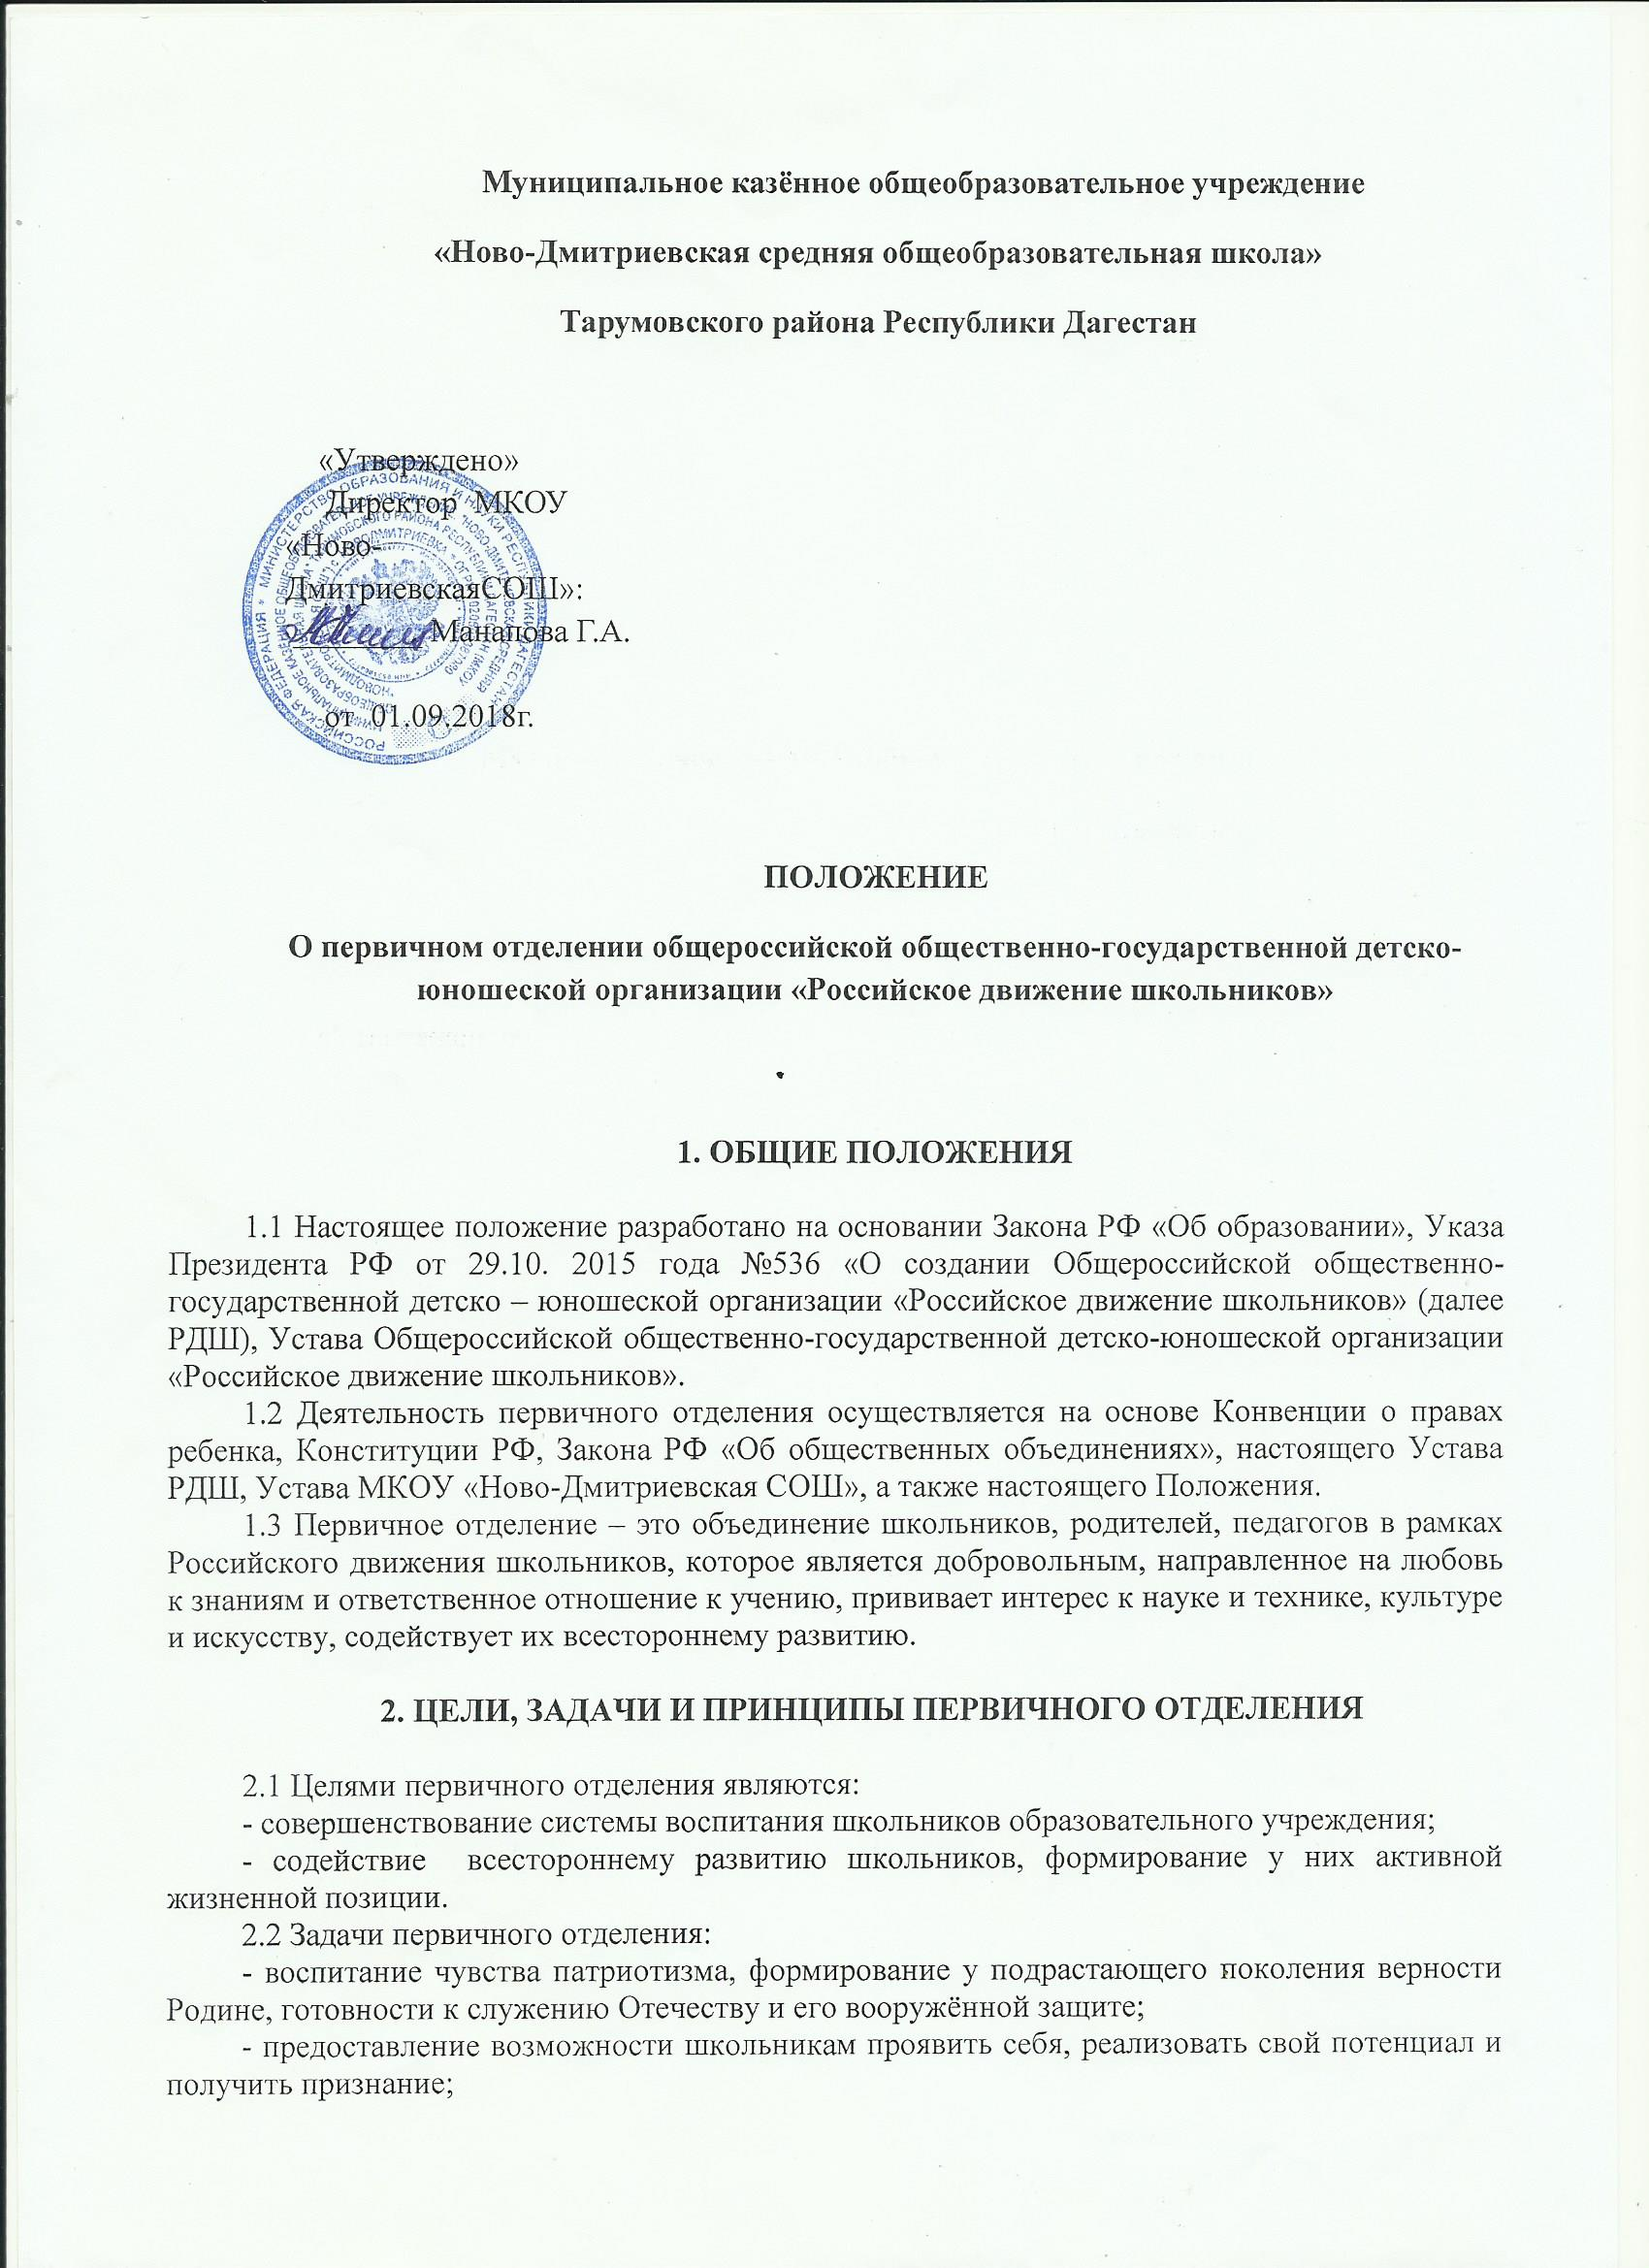 Муниципальное казённое общеобразовательное учреждение
«Ново-Дмитриевская средняя общеобразовательная школа»
Тарумовского района Республики Дагестан
«Утверждено»
Директор МКОУ
«Ново-
ДмитриевскаяСОШ»:
Манапова Г.А.
от 01.09.2018г.
РОССИЙСКАЯ ФЕДЕРАЦИЯ * МИНИСТЕРСТВО ОБРАЗОВАНИЯ И НАУКИ РЕСПУБЛИКИ ДАГЕСТАН
ПОЛОЖЕНИЕ
О первичном отделении общероссийской общественно-государственной детско-
юношеской организации «Российское движение школьников»
1. ОБЩИЕ ПОЛОЖЕНИЯ
1.1 Настоящее положение разработано на основании Закона РФ «Об образовании», Указа
Президента РФ от 29.10. 2015 года №536 «О создании Общероссийской общественно-
государственной детско – юношеской организации «Российское движение школьников» (далее
РДШ), Устава Общероссийской общественно-государственной детско-юношеской организации
«Российское движение школьников».
1.2 Деятельность первичного отделения осуществляется на основе Конвенции о правах
ребенка, Конституции РФ, Закона РФ «Об общественных объединениях», настоящего Устава
РДШ, Устава МКОУ «Ново-Дмитриевская СОШ», а также настоящего Положения.
1.3 Первичное отделение – это объединение школьников, родителей, педагогов в рамках
Российского движения школьников, которое является добровольным, направленное на любовь
к знаниям и ответственное отношение к учению, прививает интерес к науке и технике, культуре
и искусству, содействует их всестороннему развитию.
2. ЦЕЛИ, ЗАДАЧИ И ПРИНЦИПЫ ПЕРВИЧНОГО ОТДЕЛЕНИЯ
2.1 Целями первичного отделения являются:
- совершенствование системы воспитания школьников образовательного учреждения;
- содействие всестороннему развитию школьников, формирование у них активной
жизненной позиции.
2.2 Задачи первичного отделения:
- воспитание чувства патриотизма, формирование у подрастающего поколения верности
Родине, готовности к служению Отечеству и его вооружённой защите;
- предоставление возможности школьникам проявить себя, реализовать свой потенциал и
получить признание;